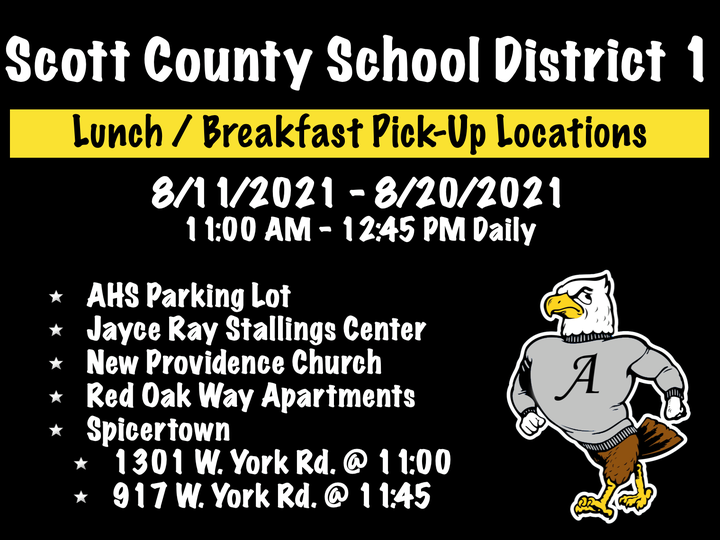 Scott County School District 1
Lunch / Breakfast Pick-Up Locations
8/11/2021 - 8/20/2021
11:00 AM - 12:45 PM Daily
AHS Parking Lot
Jayce Ray Stallings Center
New Providence Church
Red Oak Way Apartments
Spicertown
1301 W. York Rd. @ 11:00
917 W. York Rd. @ 11:45
A